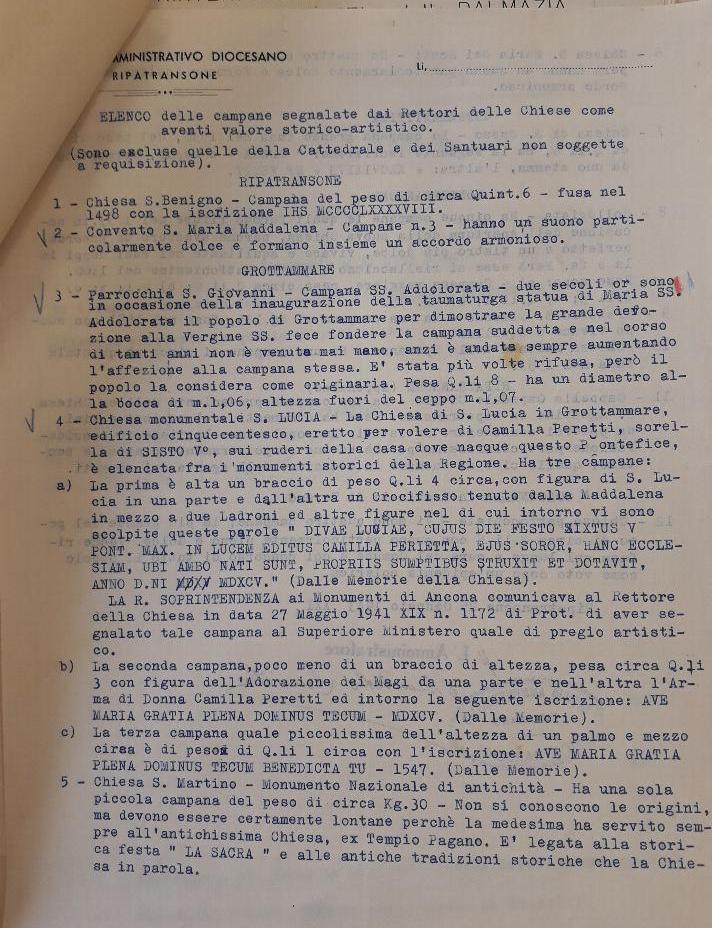 DALMAZIA
AMMINISTRATIVO DIOCESANO
RIPATRANSONE
Li,
ELENCO delle campane segnalate dai Rettori delle Chiese come
aventi valore storico-artistico.
(Sono escluse quelle della Cattedrale e dei Santuari non soggette
a requisizione).
RIPATRANSONE
1 - Chiesa S.Benigno - Campana del peso di circa Quint.6 - fusa nel
1498 con la iscrizione IHS MCCCCLXXXXVIII.
2 - Convento S. Maria Maddalena - Campane n.3 - hanno un suono parti-
colarmente dolce e formano insieme un accordo armonioso.
GROTTAMMARE
3 - Parrocchia S. Giovanni - Campana SS. Addolorata - due secoli or sono
in occasione della inaugurazione della taumaturga statua di Maria SS.
Addolorata il popolo di Grottammare per dimostrare la grande devo-
zione alla Vergine SS. fece fondere la campana suddetta e nel corso
di tanti anni non è venuta mai mano, anzi è andata sempre aumentando
l'affezione alla campana stessa. E' stata più volte rifusa, però il
popolo la considera come originaria. Pesa Q.li 8 - ha un diametro al-
la bocca di m.1,06, altezza fuori del ceppo m.1,07.
4 - Chiesa monumentale S. LUCIA - La Chiesa di S. Lucia in Grottammare,
edificio cinquecentesco, eretto per volere di Camilla Peretti, sorel-
la di SISTO V°, sui ruderi della casa dove nacque questo Pontefice,
è elencata fra i'monumenti storici della Regione. Ha tre campane:
a) La prima è alta un braccio di peso Q.li 4 circa,con figura di S. Lu-
cia in una parte e dall'altra un Crocifisso tenuto dalla Maddalena
in mezzo a due Ladroni ed altre figure nel di cui intorno vi sono
scolpite queste parole " DIVAE LUCIAE, CUJUS DIE FESTO XIXTUS V
PONT. MAX. IN LUCEM EDITUS CAMILLA PERIETTA, EJUS SOROR, HANC ECCLE-
SIAM, UBI AMBO NATI SUNT, PROPRIIS SUMPTIBUS STRUXIT ET DOTAVIT,
ANNO D.NI MDXCV." (Dalle Memorie della Chiesa).
LA R. SOPRINTENDENZA ai Monumenti di Ancona comunicava al Rettore
della Chiesa in data 27 Maggio 1941 XIX n. 1172 di Prot. di aver se-
gnalato tale campana al Superiore Ministero quale di pregio artisti-
co.
b) La seconda campana,poco meno di un braccio di altezza, pesa circa Q.li
3 con figura dell'Adorazione dei Magi da una parte e nell'altra l'Ar-
ma di Donna Camilla Peretti ed intorno la seguente iscrizione: AVE
MARIA GRATIA PLENA DOMINUS TECUM - MDXCV. (Dalle Memorie).
c) La terza campana quale piccolissima dell'altezza di un palmo e mezzo
circa è di peso di Q.li 1 circa con l'iscrizione: AVE MARIA GRATIA
PLENA DOMINUS TECUM BENEDICTA TU - 1547. (Dalle Memorie).
5 - Chiesa S. Martino - Monumento Nazionale di antichità - Ha una sola
piccola campana del peso di circa Kg.30 - Non si conoscono le origini,
ma devono essere certamente lontane perchè la medesima ha servito sem-
pre all'antichissima Chiesa, ex Tempio Pagano. E' legata alla stori-
ca festa " LA SACRA " e alle antiche tradizioni storiche che la Chie-
sa in parola.